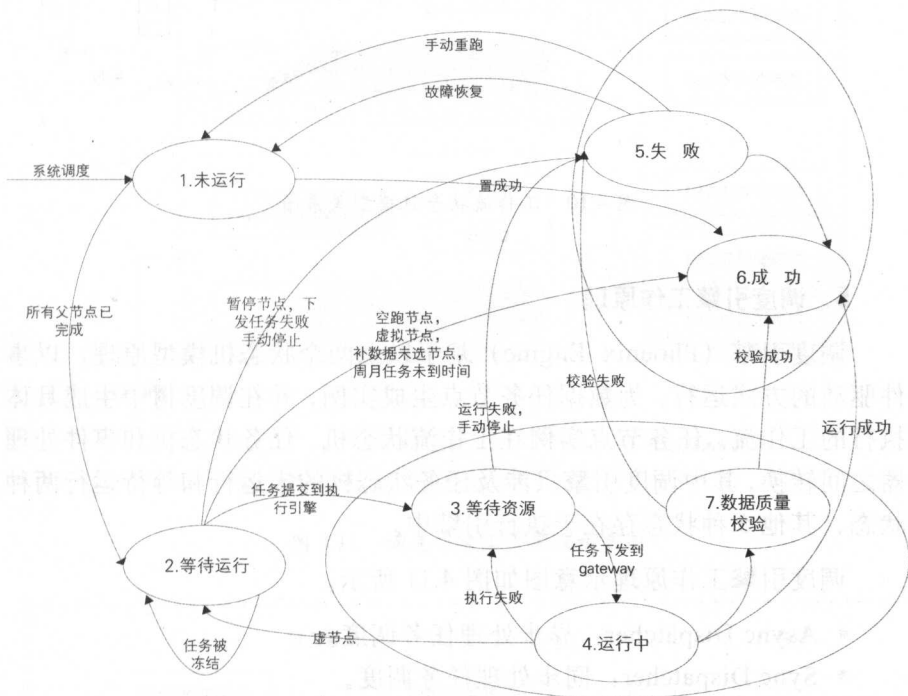 手动重跑
故障恢复
5.失 败
系统调度
1.未运行
置成功
6.成 功
所有父节点已
完成
暂停节点，下
发任务失败
手动停止
空跑节点，
虚拟节点，
补数据未选节点，
周月任务未到时间
校验失败
校验成功
运行失败，
手动停止
运行成功
任务提交到执
行引擎
3.等待资源
7.数据质量
校验
2.等待运行
任务下发到
gateway
执行失败
4.运行中
任务被
冻结
虚节点